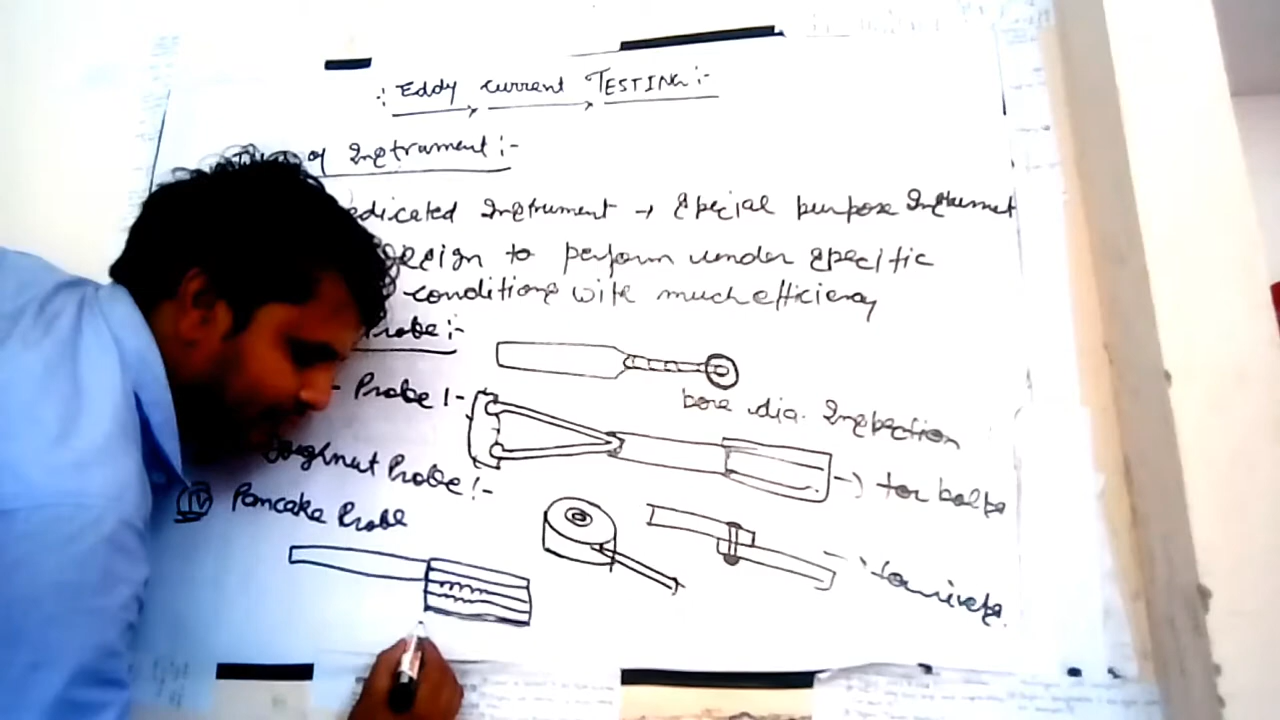 :- Eddy current TESTING :-
of Instrument :-
edicated Instrument → Special purpose Instrument
design to perform under specific
conditions with much efficiency
Probe :-
- Probe :-
bore dia. Inspection
→ for bolts
Doughnut Probe :-
(IV) Pancake Probe
→ for rivets.